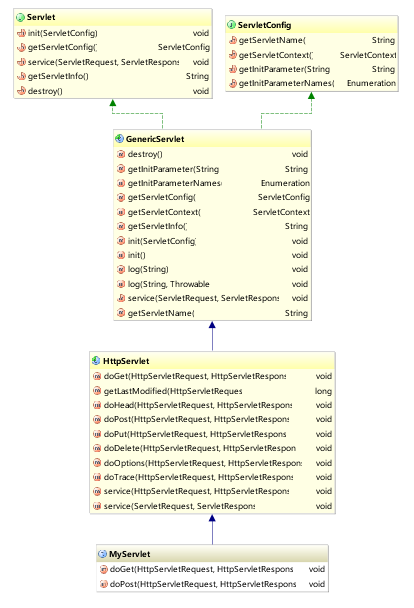 Servlet
init(ServletConfig) void
getServletConfig() ServletConfig
service(ServletRequest, ServletRespons void
getServletInfo() String
destroy() void
ServletConfig
getServletName( String
getServletContext( ServletContext
getInitParameter(String String
getInitParameterNames( Enumeration
GenericServlet
destroy() void
getInitParameter(String String
getInitParameterNames( Enumeration
getServletConfig( ServletConfig
getServletContext( ServletContext
getServletInfo() String
init(ServletConfig) void
init() void
log(String) void
log(String, Throwable void
service(ServletRequest, ServletRespons void
getServletName( String
HttpServlet
doGet(HttpServletRequest, HttpServletRespons void
getLastModified(HttpServletReques long
doHead(HttpServletRequest, HttpServletRespons void
doPost(HttpServletRequest, HttpServletRespons void
doPut(HttpServletRequest, HttpServletRespons void
doDelete(HttpServletRequest, HttpServletRespon void
doOptions(HttpServletRequest, HttpServletRespons void
doTrace(HttpServletRequest, HttpServletRespons void
service(HttpServletRequest, HttpServletRespons void
service(ServletRequest, ServletRespons void
MyServlet
doGet(HttpServletRequest, HttpServletRespons void
doPost(HttpServletRequest, HttpServletRespons void